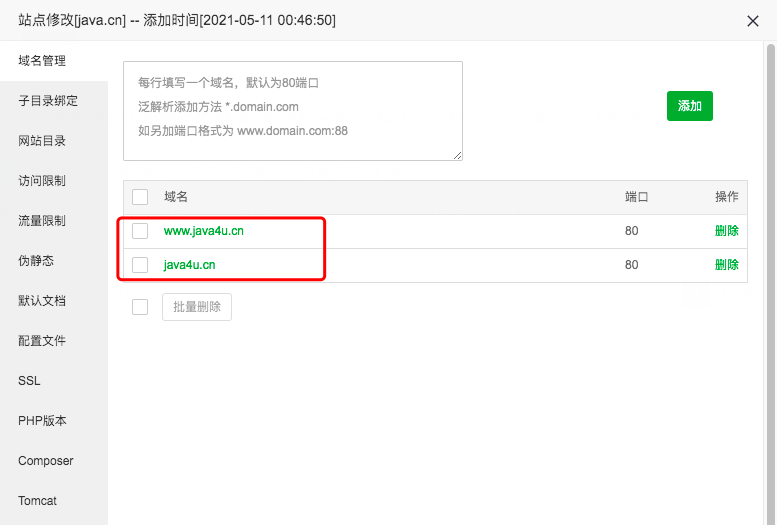 站点修改[java.cn] -- 添加时间[2021-05-11 00:46:50]
域名管理
子目录绑定
网站目录
访问限制
流量限制
伪静态
默认文档
配置文件
SSL
PHP版本
Composer
Tomcat
每行填写一个域名，默认为80端口
泛解析添加方法 *.domain.com
如另加端口格式为 www.domain.com:88
添加
域名 端口 操作
www.java4u.cn 80 删除
java4u.cn 80 删除
批量删除